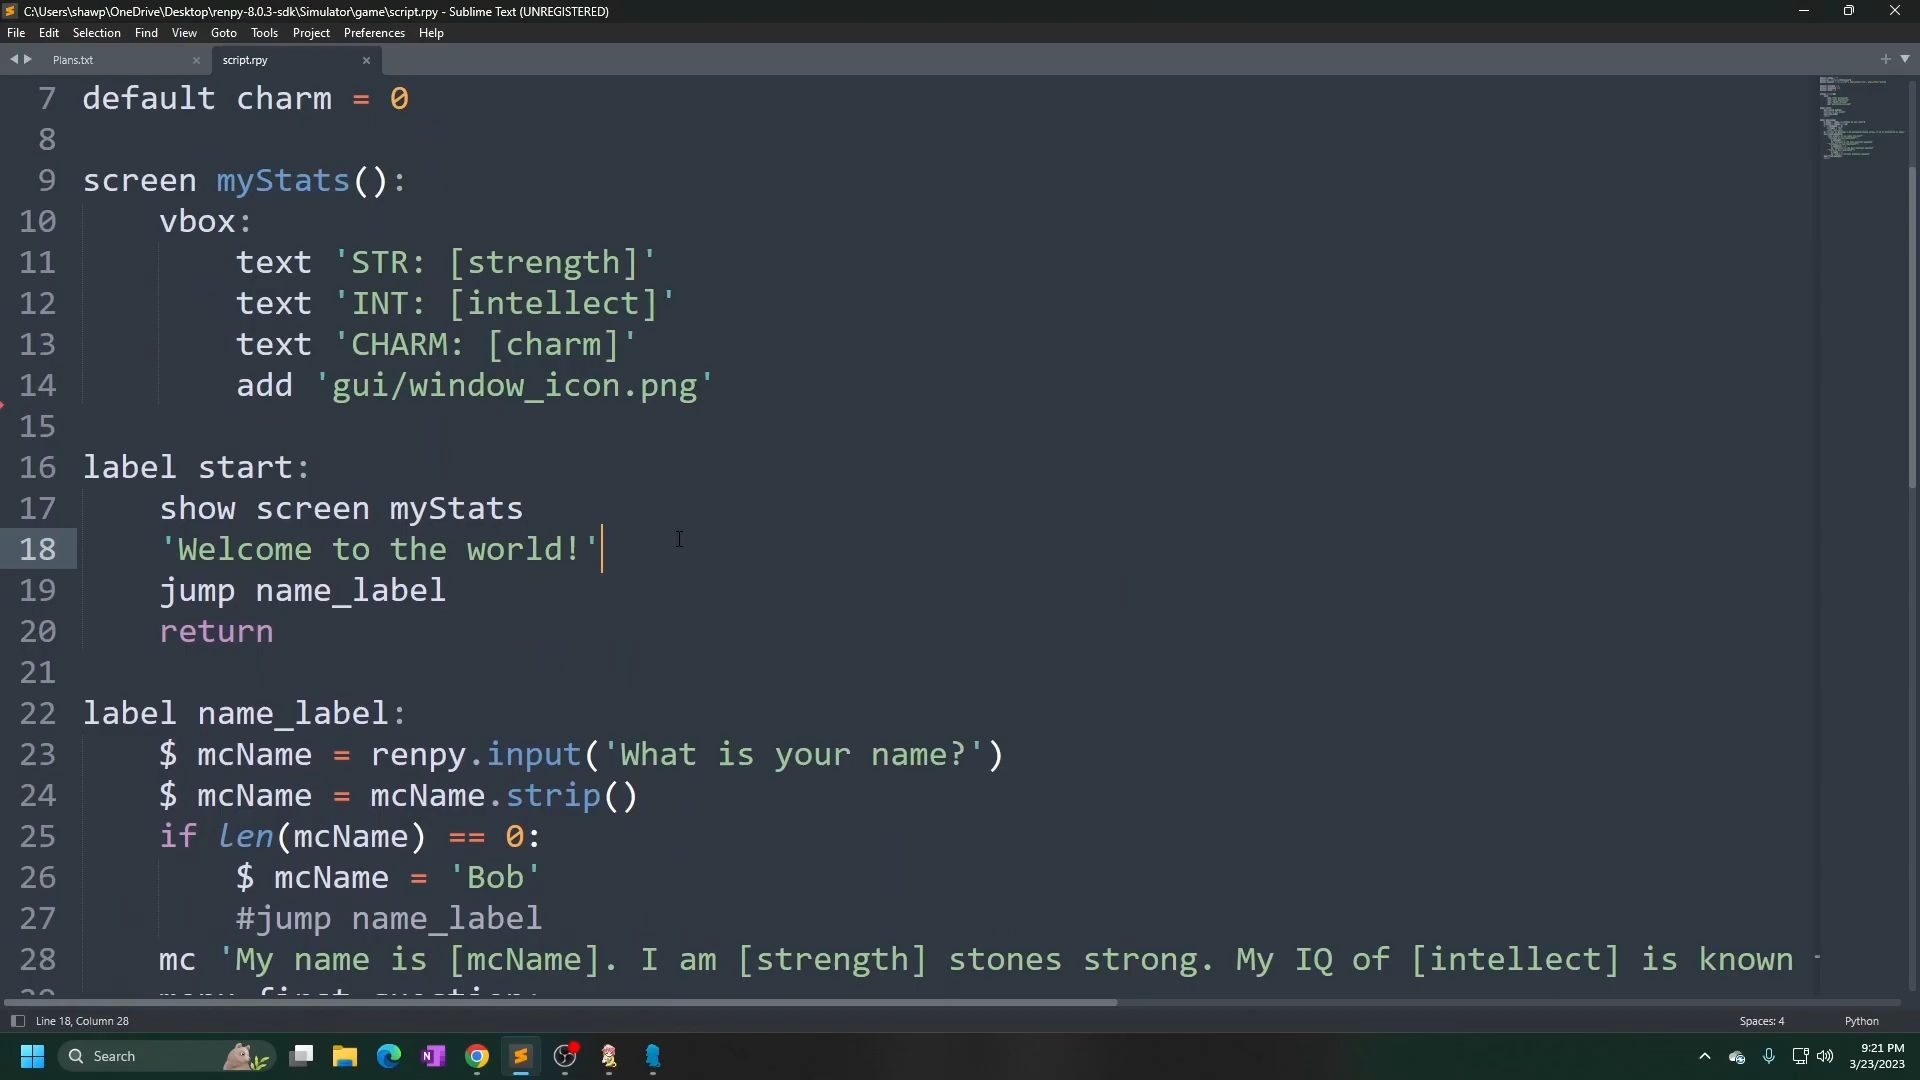 C:\Users\shawp\OneDrive\Desktop\renpy-8.0.3-sdk\Simulator\game\script.rpy - Sublime Text (UNREGISTERED)
File Edit Selection Find View Goto Tools Project Preferences Help
Plans.txt script.rpy
7 default charm = 0
8
9 screen myStats():
10 vbox:
11 text 'STR: [strength]'
12 text 'INT: [intellect]'
13 text 'CHARM: [charm]'
14 add 'gui/window_icon.png'
15
16 label start:
17 show screen myStats
18 'Welcome to the world!'
19 jump name_label
20 return
21
22 label name_label:
23 $ mcName = renpy.input('What is your name?')
24 $ mcName = mcName.strip()
25 if len(mcName) == 0:
26 $ mcName = 'Bob'
27 #jump name_label
28 mc 'My name is [mcName]. I am [strength] stones strong. My IQ of [intellect] is known
Line 18, Column 28 Spaces: 4 Python
Search
9:21 PM
3/23/2023